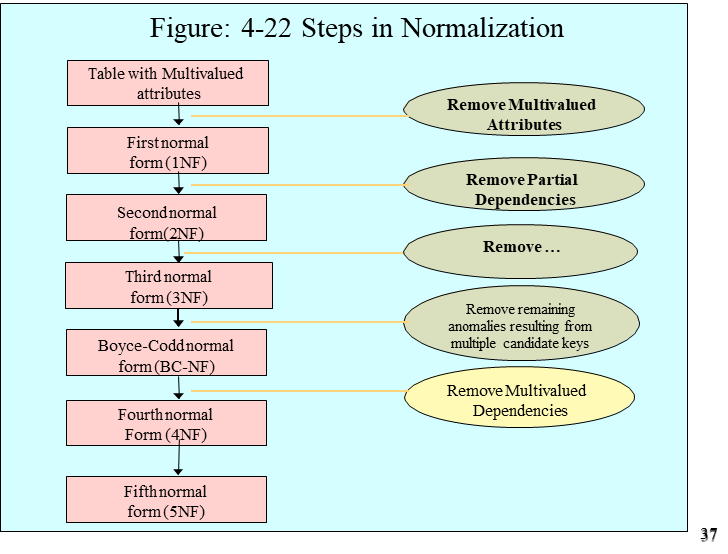 Figure: 4-22 Steps in Normalization
Table with Multivalued
attributes
Remove Multivalued
Attributes
First normal
form (1NF)
Remove Partial
Dependencies
Second normal
form(2NF)
Remove …
Third normal
form (3NF)
Remove remaining
anomalies resulting from
multiple candidate keys
Boyce-Codd normal
form (BC-NF)
Remove Multivalued
Dependencies
Fourth normal
Form (4NF)
Fifth normal
form (5NF)
37